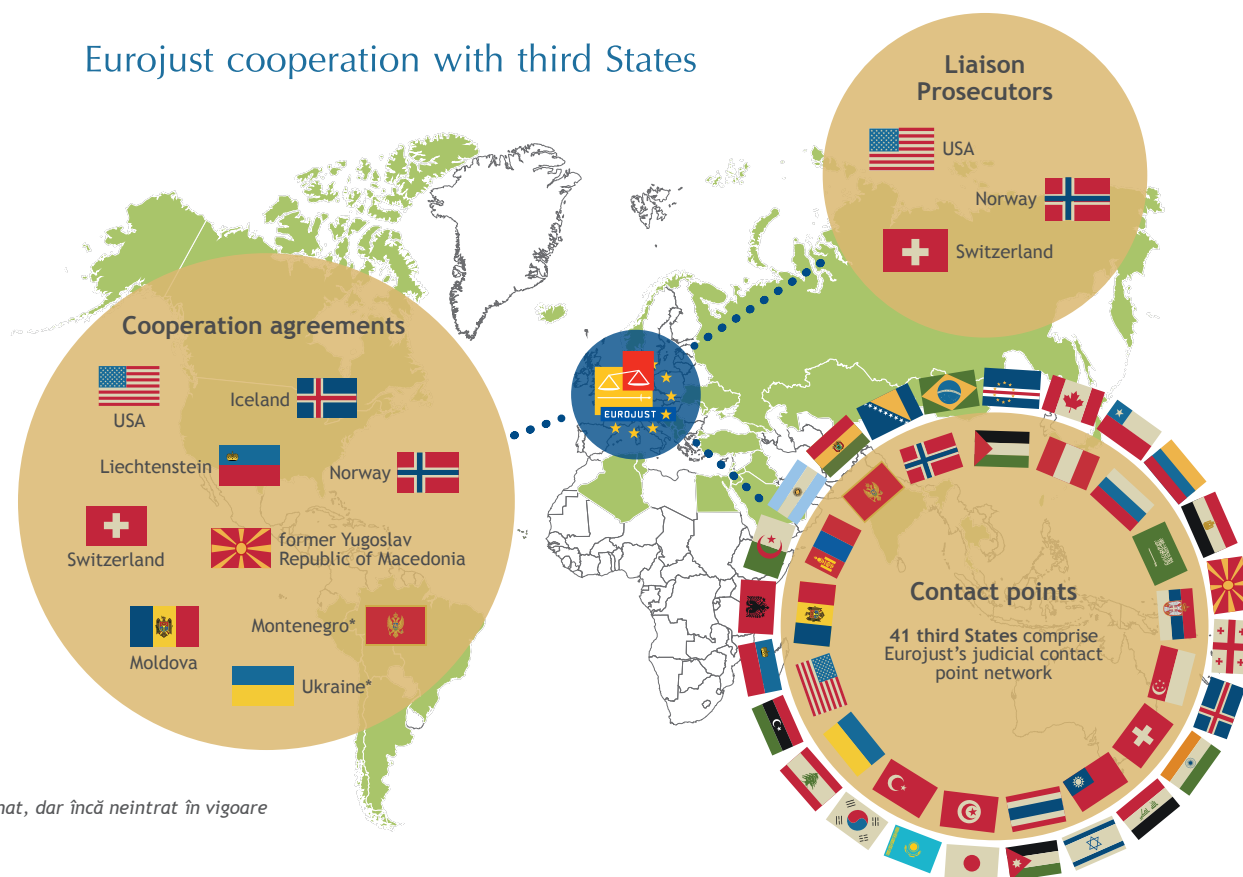 Eurojust cooperation with third States
Liaison
Prosecutors
USA
Norway
Switzerland
Cooperation agreements
USA
Iceland
Liechtenstein
Norway
Switzerland
former Yugoslav
Republic of Macedonia
Moldova
Montenegro*
Ukraine*
EUROJUST
Contact points
41 third States comprise
Eurojust's judicial contact
point network
nat, dar încă neintrat în vigoare